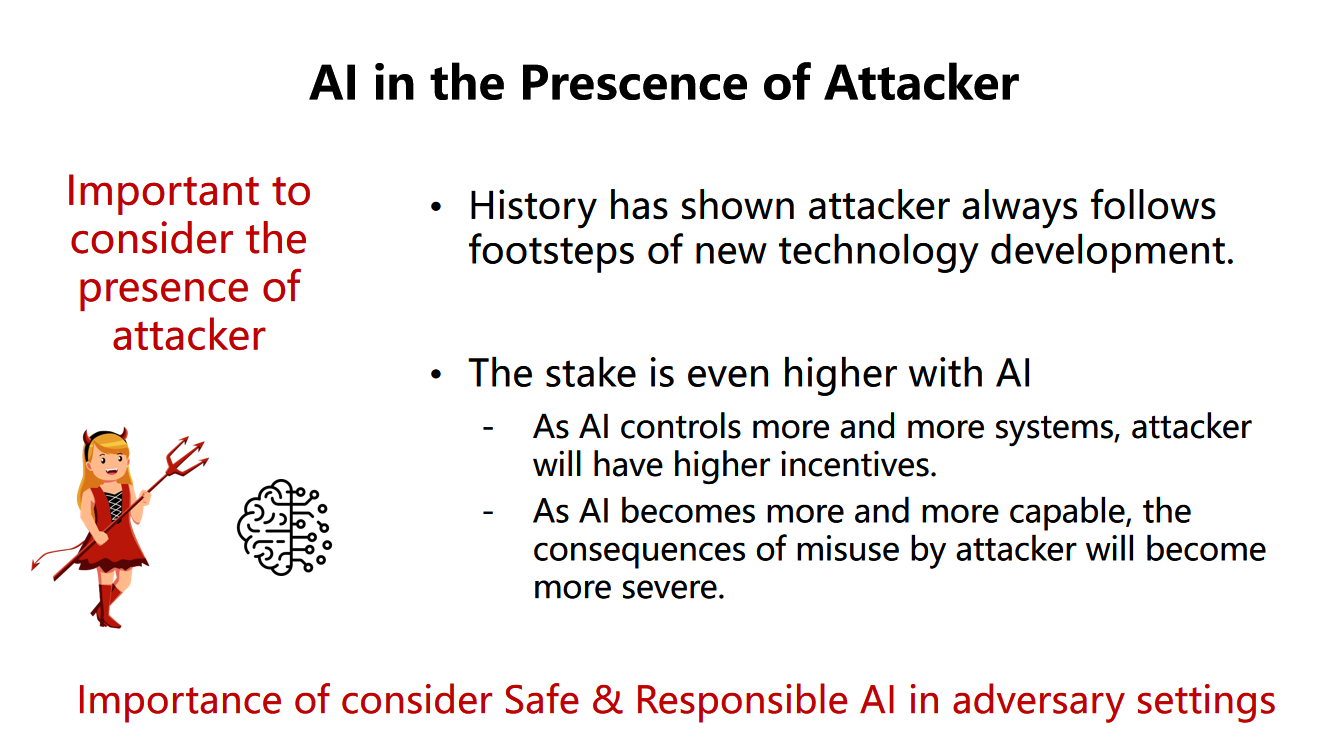 AI in the Prescence of Attacker
Important to
consider the
presence of
attacker
• History has shown attacker always follows
footsteps of new technology development.
• The stake is even higher with AI
- As AI controls more and more systems, attacker
will have higher incentives.
- As AI becomes more and more capable, the
consequences of misuse by attacker will become
more severe.
Importance of consider Safe & Responsible AI in adversary settings